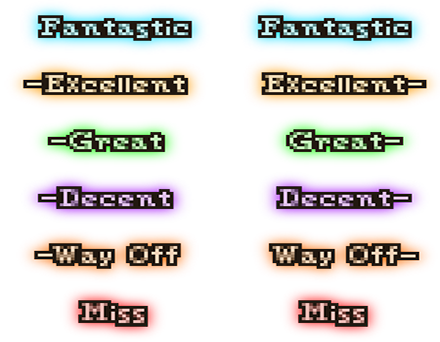 Fantastic Fantastic
-Excellent Excellent-
-Great Great-
-Decent Decent-
-Way Off Way Off-
Miss Miss